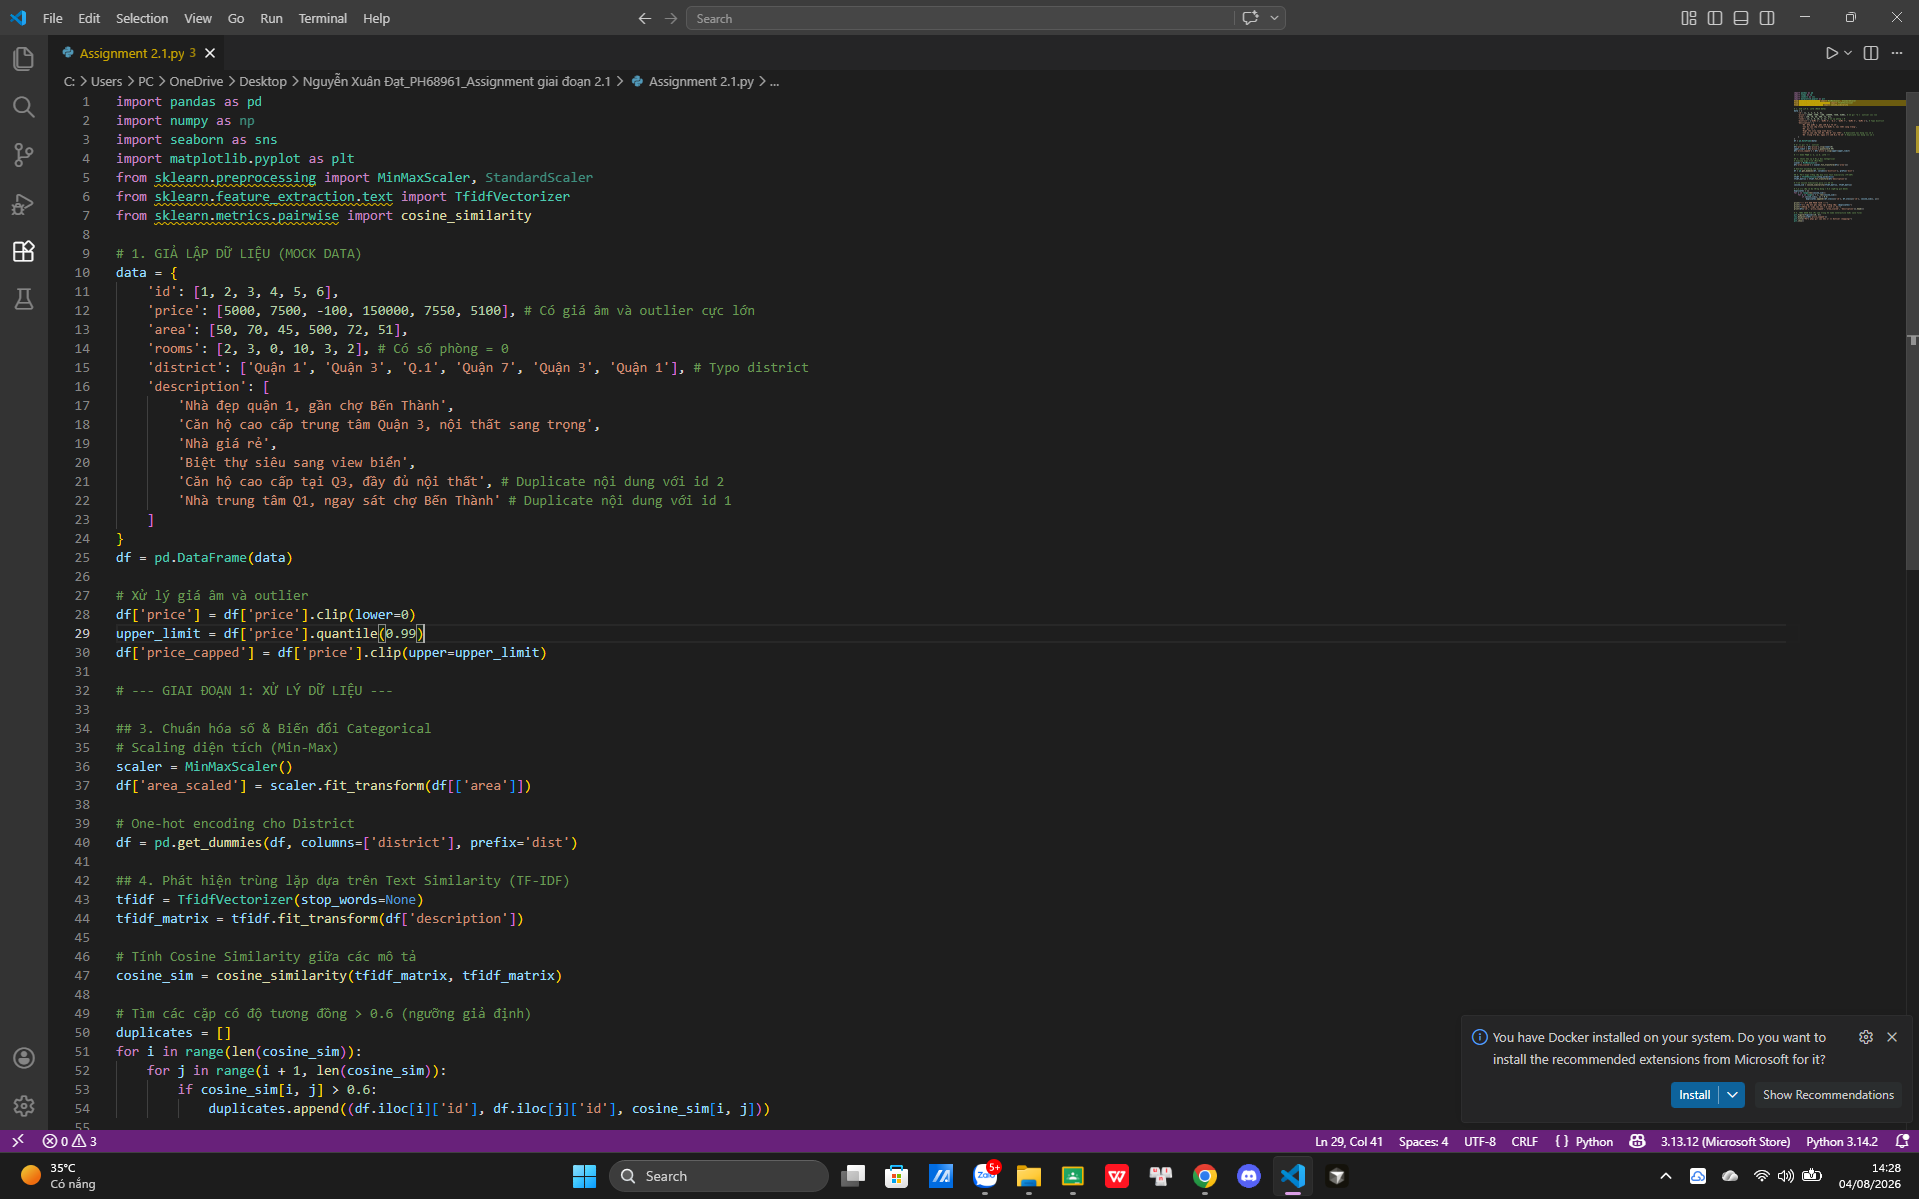 File Edit Selection View Go Run Terminal Help
Search
Assignment 2.1.py 3
C: > Users > PC > OneDrive > Desktop > Nguyễn Xuân Đạt_PH68961_Assignment giai đoạn 2.1 > Assignment 2.1.py > ...
1 import pandas as pd
2 import numpy as np
3 import seaborn as sns
4 import matplotlib.pyplot as plt
5 from sklearn.preprocessing import MinMaxScaler, StandardScaler
6 from sklearn.feature_extraction.text import TfidfVectorizer
7 from sklearn.metrics.pairwise import cosine_similarity
8
9 # 1. GIẢ LẬP DỮ LIỆU (MOCK DATA)
10 data = {
11     'id': [1, 2, 3, 4, 5, 6],
12     'price': [5000, 7500, -100, 150000, 7550, 5100], # Có giá âm và outlier cực lớn
13     'area': [50, 70, 45, 500, 72, 51],
14     'rooms': [2, 3, 0, 10, 3, 2], # Có số phòng = 0
15     'district': ['Quận 1', 'Quận 3', 'Q.1', 'Quận 7', 'Quận 3', 'Quận 1'], # Typo district
16     'description': [
17         'Nhà đẹp quận 1, gần chợ Bến Thành',
18         'Căn hộ cao cấp trung tâm Quận 3, nội thất sang trọng',
19         'Nhà giá rẻ',
20         'Biệt thự siêu sang view biển',
21         'Căn hộ cao cấp tại Q3, đầy đủ nội thất', # Duplicate nội dung với id 2
22         'Nhà trung tâm Q1, ngay sát chợ Bến Thành' # Duplicate nội dung với id 1
23     ]
24 }
25 df = pd.DataFrame(data)
26
27 # Xử lý giá âm và outlier
28 df['price'] = df['price'].clip(lower=0)
29 upper_limit = df['price'].quantile(0.99)
30 df['price_capped'] = df['price'].clip(upper=upper_limit)
31
32 # --- GIAI ĐOẠN 1: XỬ LÝ DỮ LIỆU ---
33
34 ## 3. Chuẩn hóa số & Biến đổi Categorical
35 # Scaling diện tích (Min-Max)
36 scaler = MinMaxScaler()
37 df['area_scaled'] = scaler.fit_transform(df[['area']])
38
39 # One-hot encoding cho District
40 df = pd.get_dummies(df, columns=['district'], prefix='dist')
41
42 ## 4. Phát hiện trùng lặp dựa trên Text Similarity (TF-IDF)
43 tfidf = TfidfVectorizer(stop_words=None)
44 tfidf_matrix = tfidf.fit_transform(df['description'])
45
46 # Tính Cosine Similarity giữa các mô tả
47 cosine_sim = cosine_similarity(tfidf_matrix, tfidf_matrix)
48
49 # Tìm các cặp có độ tương đồng > 0.6 (ngưỡng giả định)
50 duplicates = []
51 for i in range(len(cosine_sim)):
52     for j in range(i + 1, len(cosine_sim)):
53         if cosine_sim[i, j] > 0.6:
54             duplicates.append((df.iloc[i]['id'], df.iloc[j]['id'], cosine_sim[i, j]))
55
You have Docker installed on your system. Do you want to
install the recommended extensions from Microsoft for it?
Install Show Recommendations
0 3 Ln 29, Col 41 Spaces: 4 UTF-8 CRLF { } Python 3.13.12 (Microsoft Store) Python 3.14.2
35°C
Có nắng
Search
Zalo
5+
14:28
04/08/2026